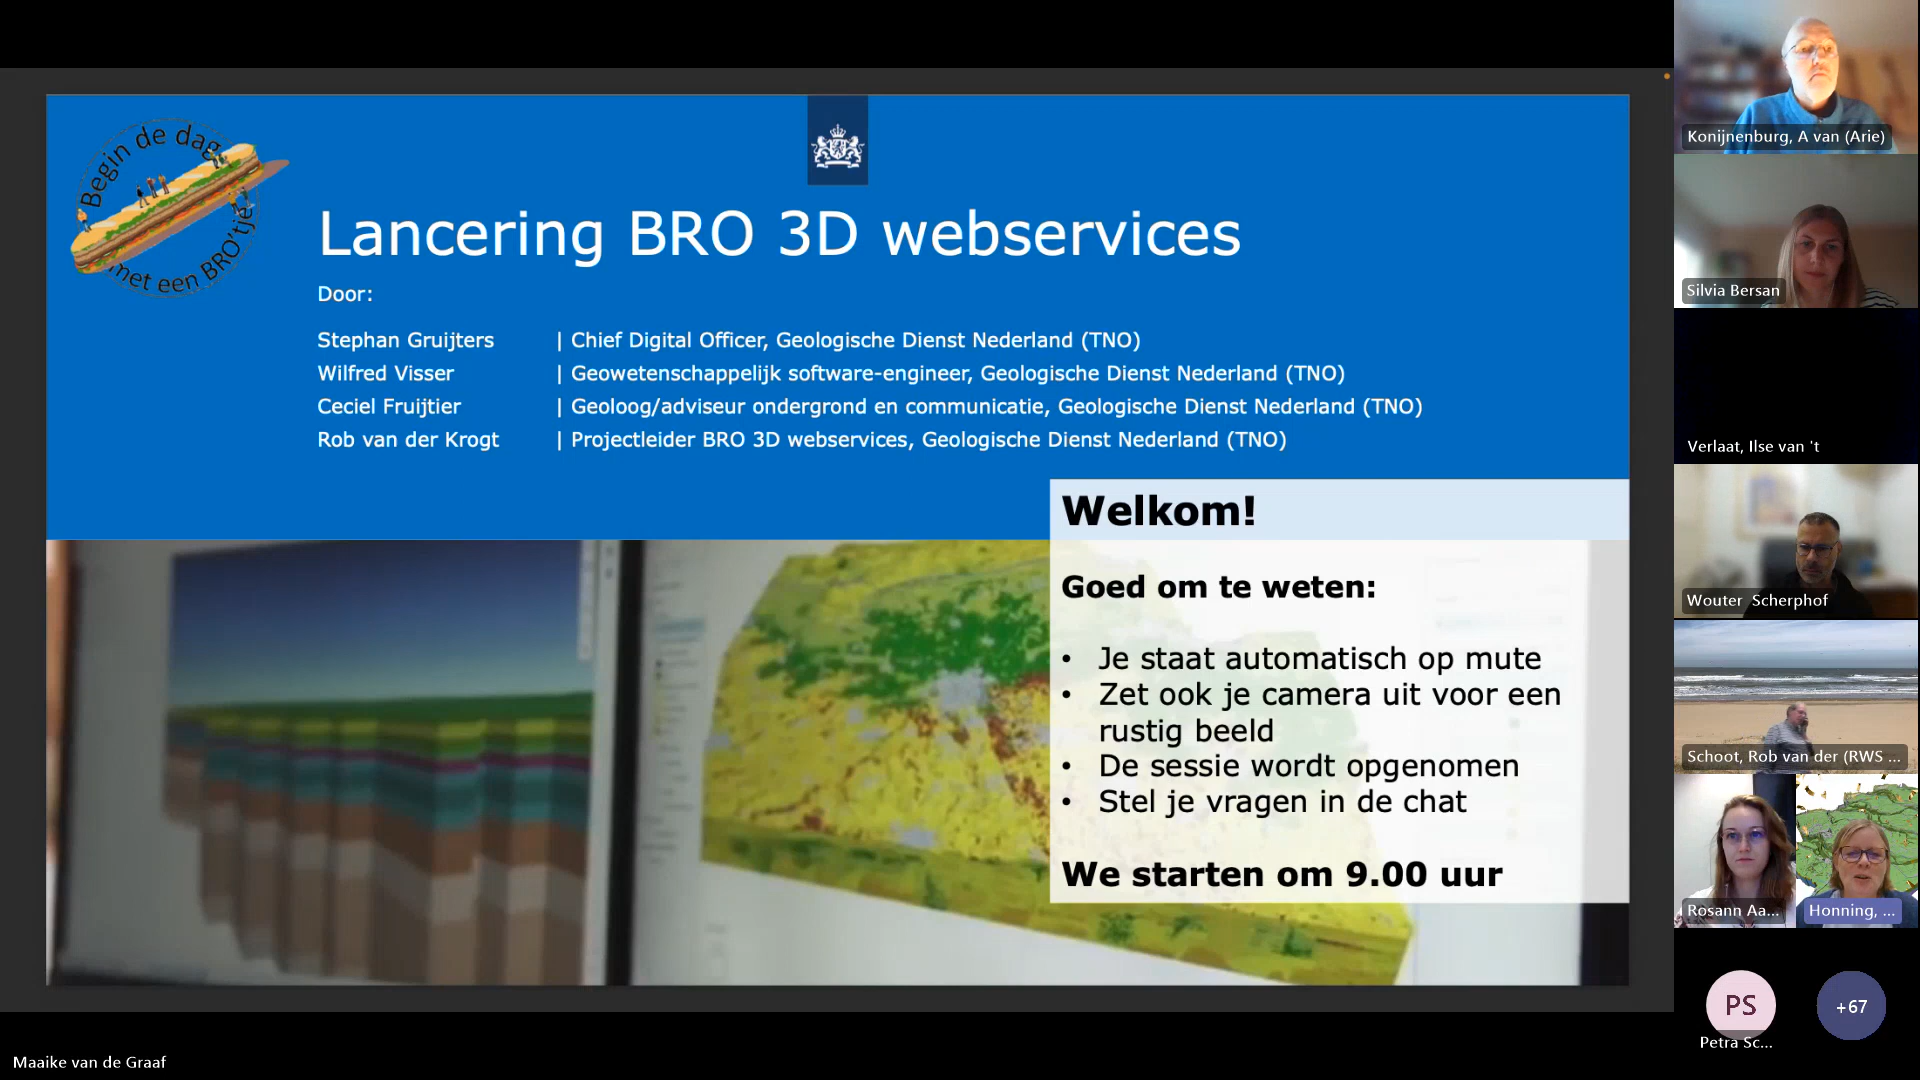 Begin de dag
met een BRO'tje
Lancering BRO 3D webservices
Door:
Stephan Gruijters | Chief Digital Officer, Geologische Dienst Nederland (TNO)
Wilfred Visser | Geowetenschappelijk software-engineer, Geologische Dienst Nederland (TNO)
Ceciel Fruijtier | Geoloog/adviseur ondergrond en communicatie, Geologische Dienst Nederland (TNO)
Rob van der Krogt | Projectleider BRO 3D webservices, Geologische Dienst Nederland (TNO)
Welkom!
Goed om te weten:
• Je staat automatisch op mute
• Zet ook je camera uit voor een
rustig beeld
• De sessie wordt opgenomen
• Stel je vragen in de chat
We starten om 9.00 uur
Konijnenburg, A van (Arie)
Silvia Bersan
Verlaat, Ilse van 't
Wouter Scherphof
Schoot, Rob van der (RWS ...
Rosann Aa...
Honning, ...
PS
+67
Petra Sc...
Maaike van de Graaf